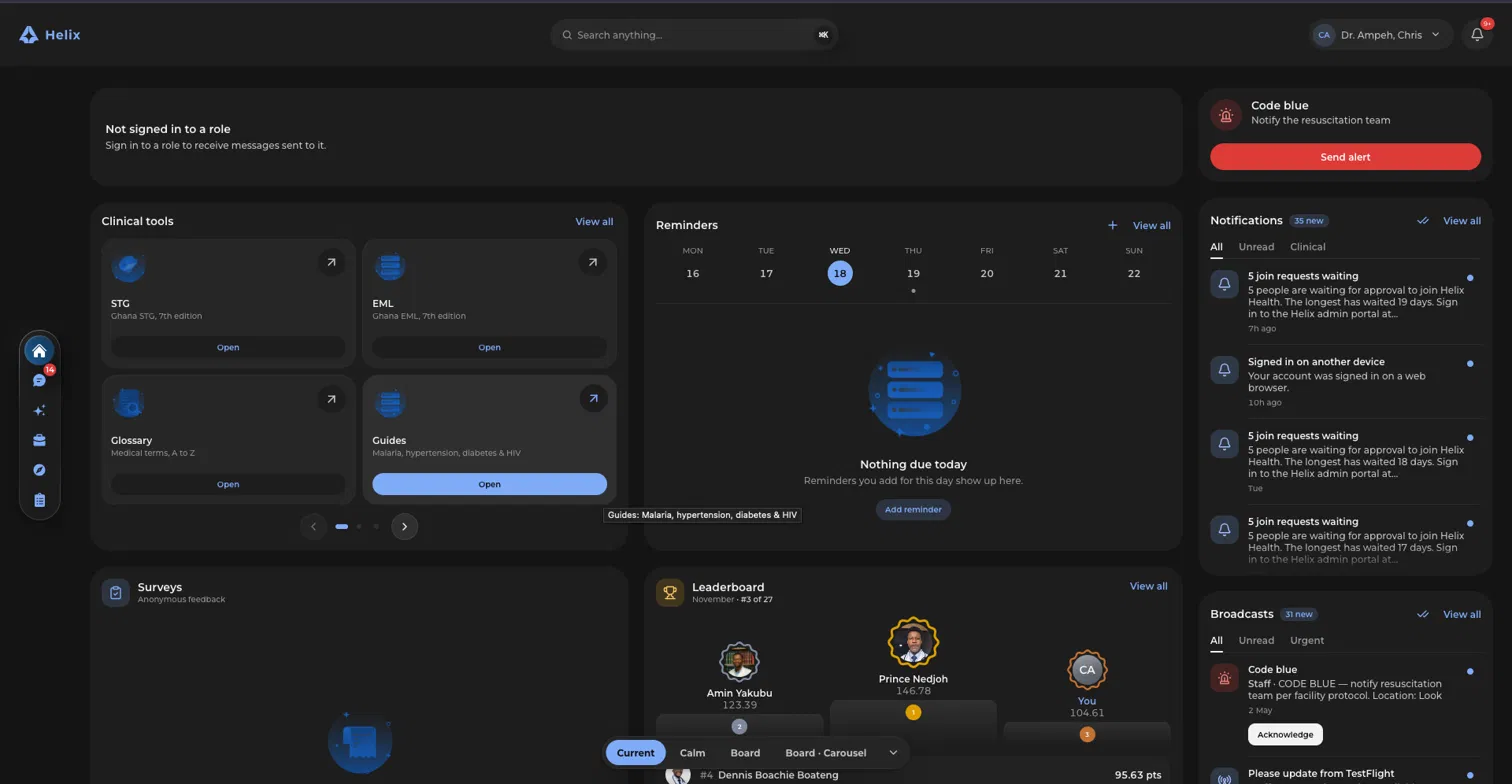 Helix
Search anything...
⌘K
CA
Dr. Ampeh, Chris
9+
Not signed in to a role
Sign in to a role to receive messages sent to it.
Code blue
Notify the resuscitation team
Send alert
Clinical tools
View all
STG
Ghana STG, 7th edition
Open
EML
Ghana EML, 7th edition
Open
Glossary
Medical terms, A to Z
Open
Guides
Malaria, hypertension, diabetes & HIV
Open
Guides: Malaria, hypertension, diabetes & HIV
14
Reminders
View all
MON TUE WED THU FRI SAT SUN
16 17 18 19 20 21 22
Nothing due today
Reminders you add for this day show up here.
Add reminder
Notifications
35 new
View all
All Unread Clinical
5 join requests waiting
5 people are waiting for approval to join Helix
Health. The longest has waited 19 days. Sign
in to the Helix admin portal at...
7h ago
Signed in on another device
Your account was signed in on a web
browser.
10h ago
5 join requests waiting
5 people are waiting for approval to join Helix
Health. The longest has waited 18 days. Sign
in to the Helix admin portal at...
Tue
5 join requests waiting
5 people are waiting for approval to join Helix
Health. The longest has waited 17 days. Sign
in to the Helix admin portal at...
Surveys
Anonymous feedback
Leaderboard
November · #3 of 27
View all
Amin Yakubu
123.39
2
Prince Nedjoh
146.78
1
CA
You
104.61
3
#4 Dennis Boachie Boateng
95.63 pts
Current Calm Board Board · Carousel
Broadcasts
31 new
View all
All Unread Urgent
Code blue
Staff · CODE BLUE — notify resuscitation
team per facility protocol. Location: Look
2 May
Acknowledge
Please update from TestFlight